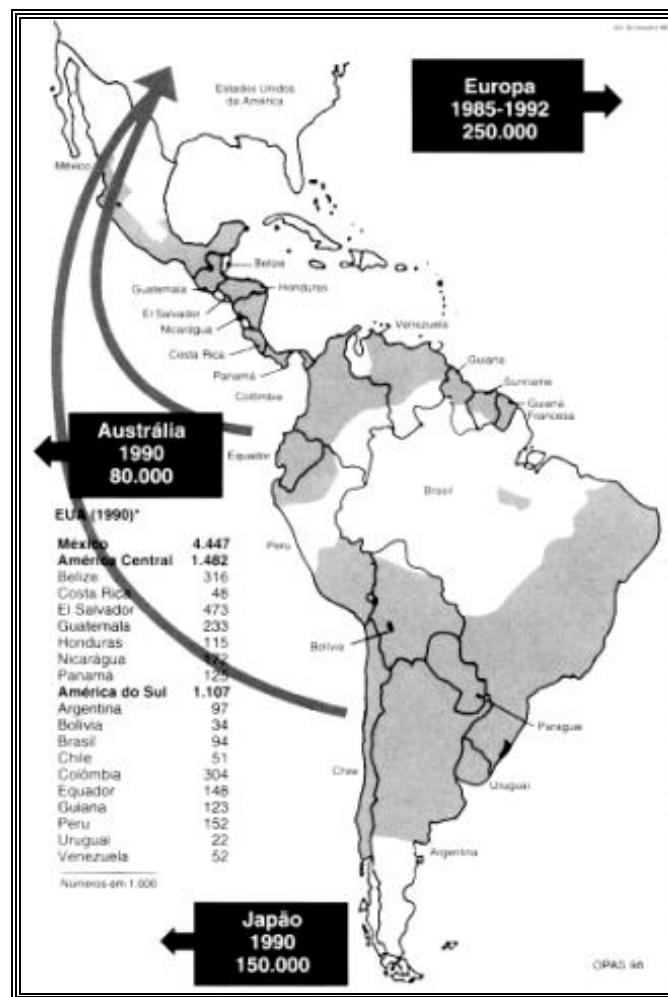 Estados Unidos
da América
Europa
1985-1992
250.000
México
Belize
Guatemala
Honduras
El Salvador
Nicarágua
Costa Rica
Panamá
Venezuela
Colômbia
Guiana
Suriname
Guiana
Francesa
Austrália
1990
80.000
Equador
Brasil
Peru
Bolívia
Paraguai
Chile
Uruguai
Argentina
EUA (1990)*
México 4.447
América Central 1.482
Belize 316
Costa Rica 48
El Salvador 473
Guatemala 233
Honduras 115
Nicarágua
Panamá 125
América do Sul 1.107
Argentina 97
Bolivia 34
Brasil 94
Chile 51
Colômbia 304
Equador 148
Guiana 123
Peru 152
Uruguai 22
Venezuela 52
Números em 1.000
Japão
1990
150.000
OPAS 98